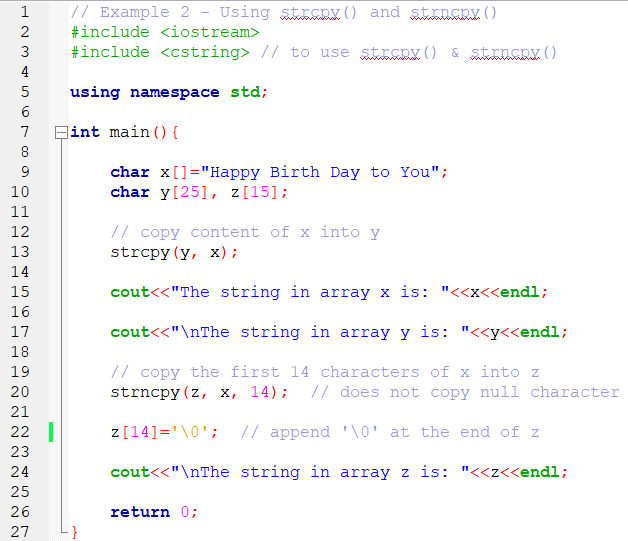 1 // Example 2 - Using strcpy() and strncpy()
2 #include <iostream>
3 #include <cstring> // to use strcpy() & strncpy()
4
5 using namespace std;
6
7 int main(){
8
9 char x[]="Happy Birth Day to You";
10 char y[25], z[15];
11
12 // copy content of x into y
13 strcpy(y, x);
14
15 cout<<"The string in array x is: "<<x<<endl;
16
17 cout<<"\nThe string in array y is: "<<y<<endl;
18
19 // copy the first 14 characters of x into z
20 strncpy(z, x, 14); // does not copy null character
21
22 z[14]='\0'; // append '\0' at the end of z
23
24 cout<<"\nThe string in array z is: "<<z<<endl;
25
26 return 0;
27 }